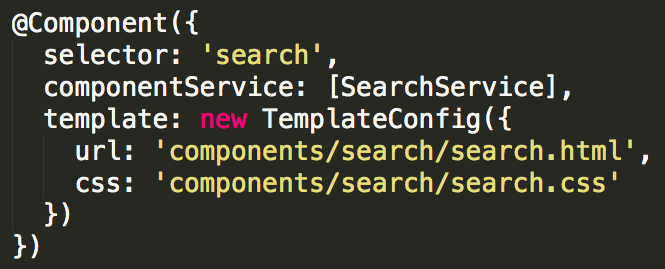 @Component({
  selector: 'search',
  componentService: [SearchService],
  template: new TemplateConfig({
    url: 'components/search/search.html',
    css: 'components/search/search.css'
  })
})